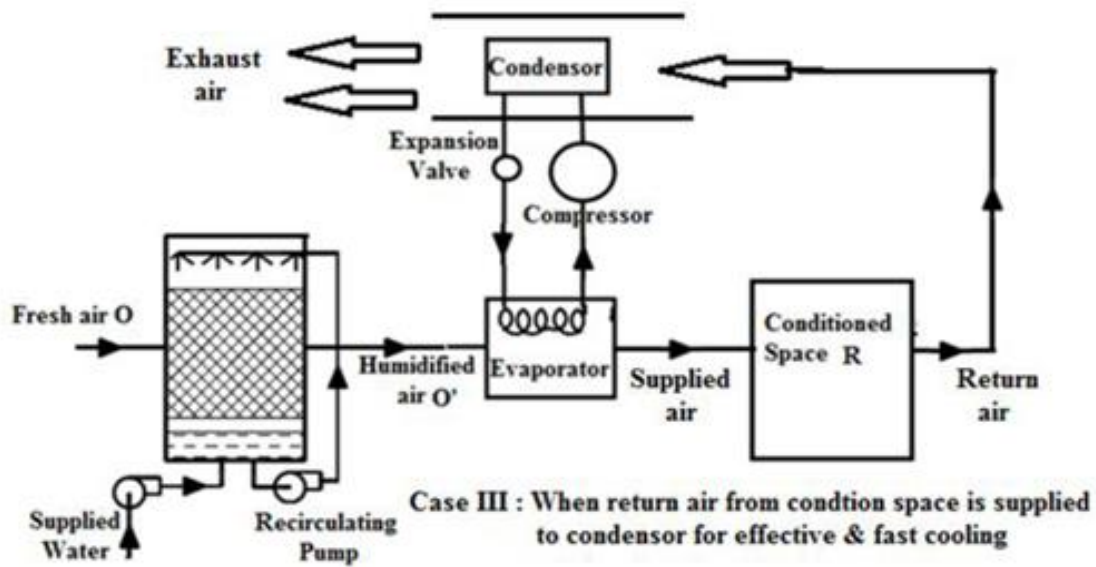 Exhaust
air
Condensor
Expansion
Valve
Compressor
Fresh air O
Humidified
air O'
Evaporator
Supplied
air
Conditioned
Space R
Return
air
Supplied
Water
Recirculating
Pump
Case III : When return air from condtion space is supplied
to condensor for effective & fast cooling